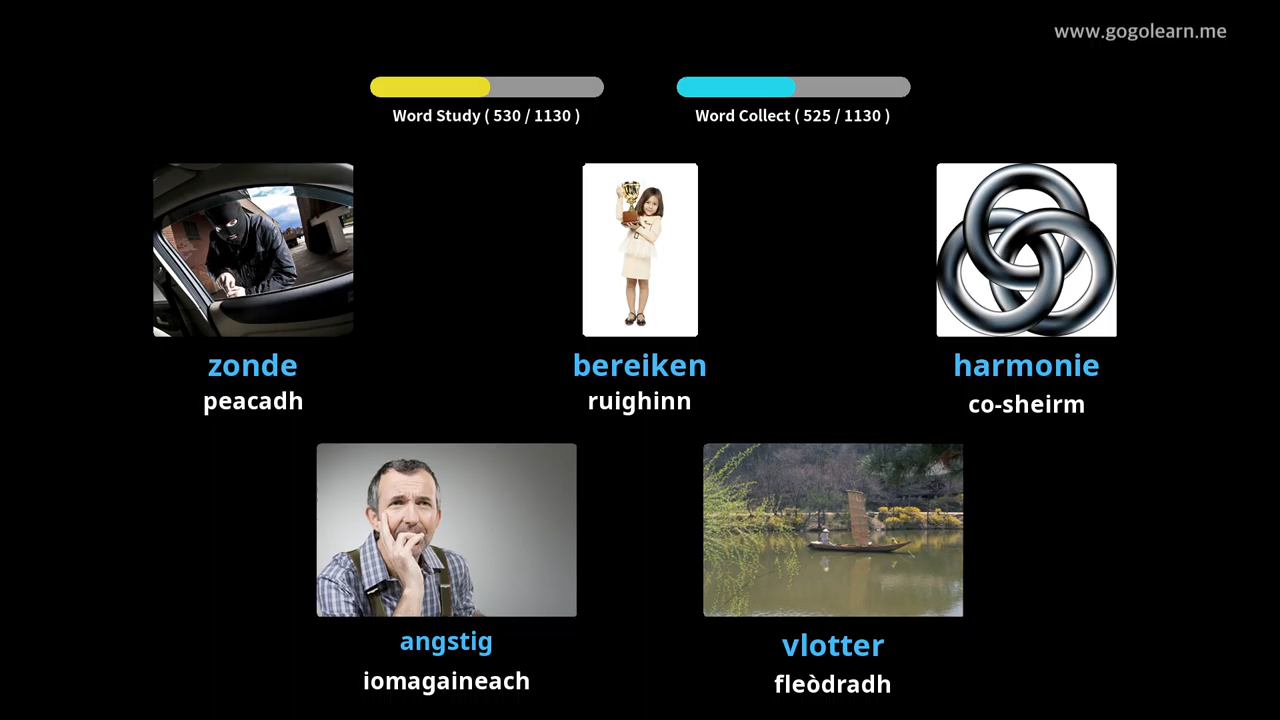 www.gogolearn.me
Word Study ( 530 / 1130 )
Word Collect ( 525 / 1130 )
zonde
peacadh
bereiken
ruighinn
harmonie
co-sheirm
angstig
iomagaineach
vlotter
fleòdradh